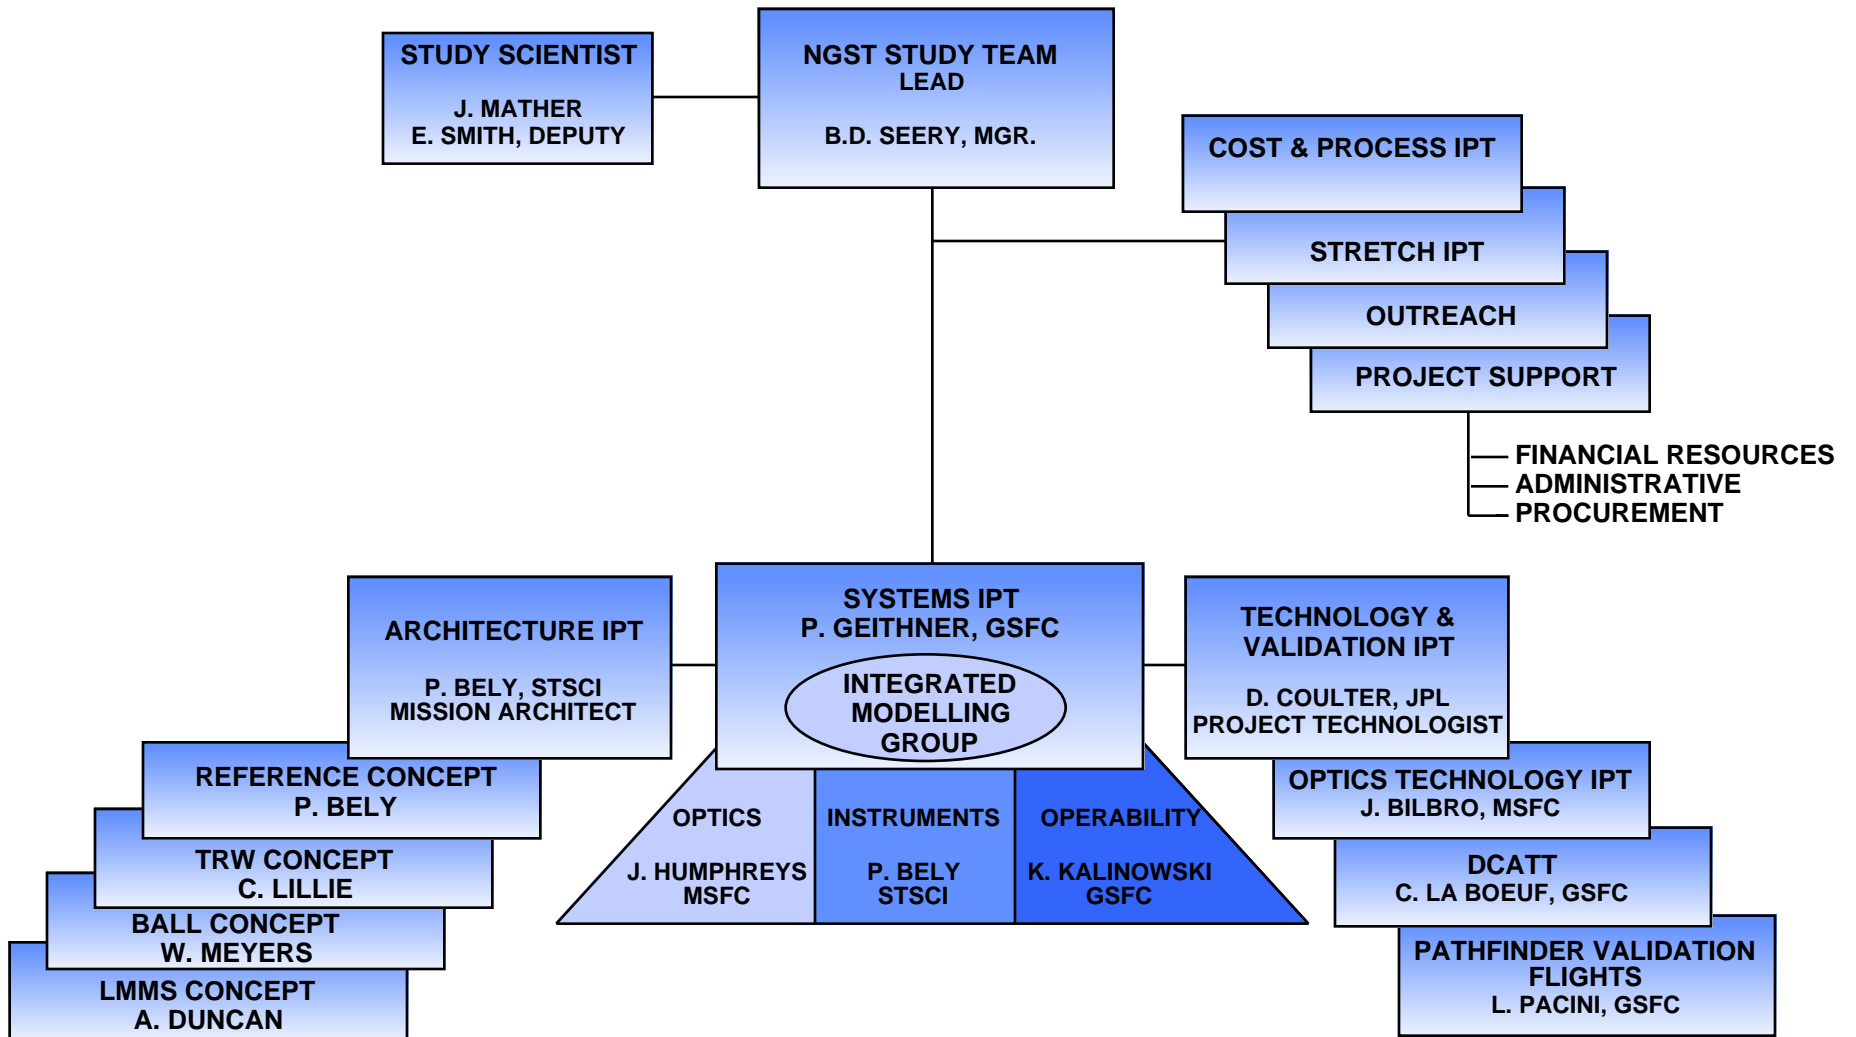 STUDY SCIENTIST
J. MATHER
E. SMITH, DEPUTY
NGST STUDY TEAM
LEAD
B.D. SEERY, MGR.
COST & PROCESS IPT
STRETCH IPT
OUTREACH
PROJECT SUPPORT
FINANCIAL RESOURCES
ADMINISTRATIVE
PROCUREMENT
ARCHITECTURE IPT
P. BELY, STSCI
MISSION ARCHITECT
REFERENCE CONCEPT
P. BELY
TRW CONCEPT
C. LILLIE
BALL CONCEPT
W. MEYERS
LMMS CONCEPT
A. DUNCAN
SYSTEMS IPT
P. GEITHNER, GSFC
INTEGRATED
MODELLING
GROUP
OPTICS
J. HUMPHREYS
MSFC
INSTRUMENTS
P. BELY
STSCI
OPERABILITY
K. KALINOWSKI
GSFC
TECHNOLOGY &
VALIDATION IPT
D. COULTER, JPL
PROJECT TECHNOLOGIST
OPTICS TECHNOLOGY IPT
J. BILBRO, MSFC
DCATT
C. LA BOEUF, GSFC
PATHFINDER VALIDATION
FLIGHTS
L. PACINI, GSFC